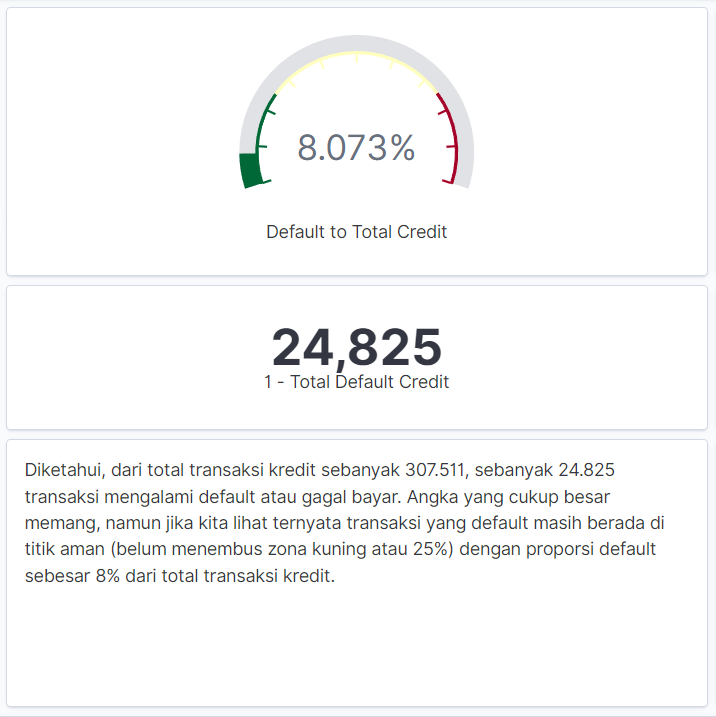 8.073%
Default to Total Credit
24,825
1 - Total Default Credit
Diketahui, dari total transaksi kredit sebanyak 307.511, sebanyak 24.825
transaksi mengalami default atau gagal bayar. Angka yang cukup besar
memang, namun jika kita lihat ternyata transaksi yang default masih berada di
titik aman (belum menembus zona kuning atau 25%) dengan proporsi default
sebesar 8% dari total transaksi kredit.